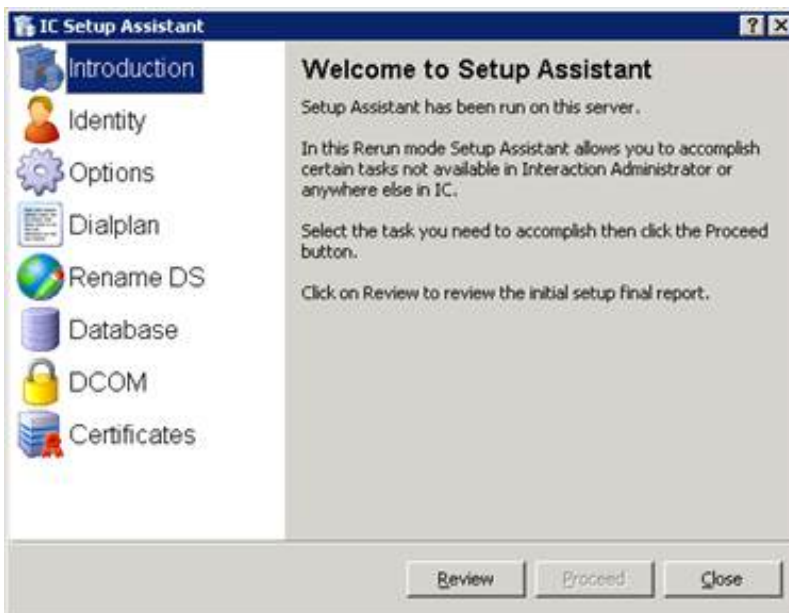 IC Setup Assistant
Introduction
Identity
Options
Dialplan
Rename DS
Database
DCOM
Certificates
Welcome to Setup Assistant
Setup Assistant has been run on this server.
In this Rerun mode Setup Assistant allows you to accomplish
certain tasks not available in Interaction Administrator or
anywhere else in IC.
Select the task you need to accomplish then click the Proceed
button.
Click on Review to review the initial setup final report.
Review
Proceed
Close